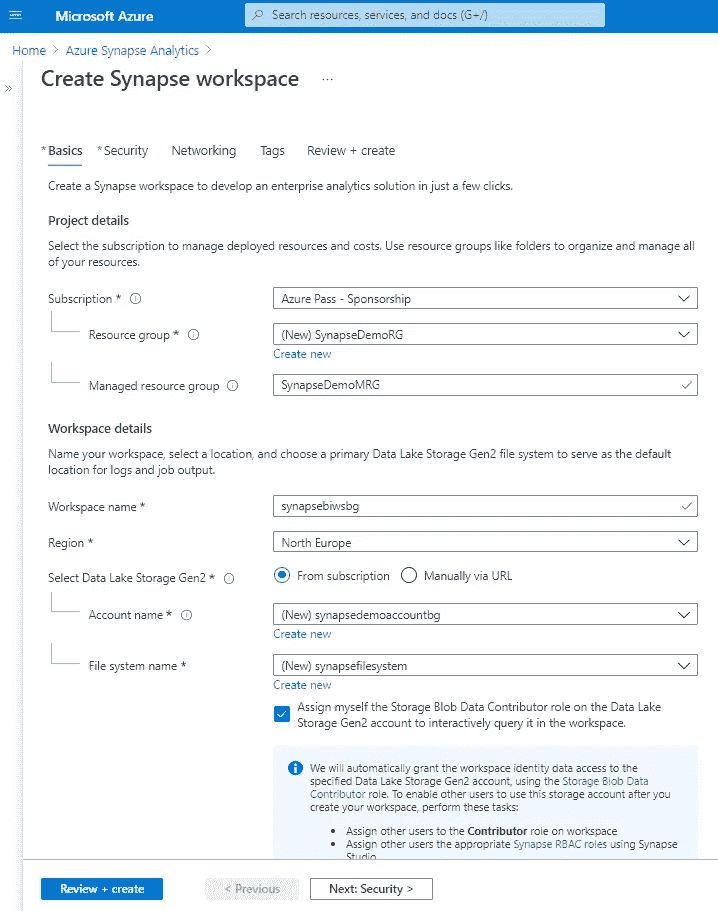 Microsoft Azure
Search resources, services, and docs (G+/)
Home > Azure Synapse Analytics >
Create Synapse workspace ...
»
* Basics * Security Networking Tags Review + create
Create a Synapse workspace to develop an enterprise analytics solution in just a few clicks.
Project details
Select the subscription to manage deployed resources and costs. Use resource groups like folders to organize and manage all
of your resources.
Subscription * Azure Pass - Sponsorship
Resource group * (New) SynapseDemoRG
Create new
Managed resource group SynapseDemoMRG
Workspace details
Name your workspace, select a location, and choose a primary Data Lake Storage Gen2 file system to serve as the default
location for logs and job output.
Workspace name * synapsebiwsbg
Region * North Europe
Select Data Lake Storage Gen2 * From subscription Manually via URL
Account name * (New) synapsedemoaccountbg
Create new
File system name * (New) synapsefilesystem
Create new
Assign myself the Storage Blob Data Contributor role on the Data Lake
Storage Gen2 account to interactively query it in the workspace.
We will automatically grant the workspace identity data access to the
specified Data Lake Storage Gen2 account, using the Storage Blob Data
Contributor role. To enable other users to use this storage account after you
create your workspace, perform these tasks:
• Assign other users to the Contributor role on workspace
• Assign other users the appropriate Synapse RBAC roles using Synapse
Studio
Review + create < Previous Next: Security >